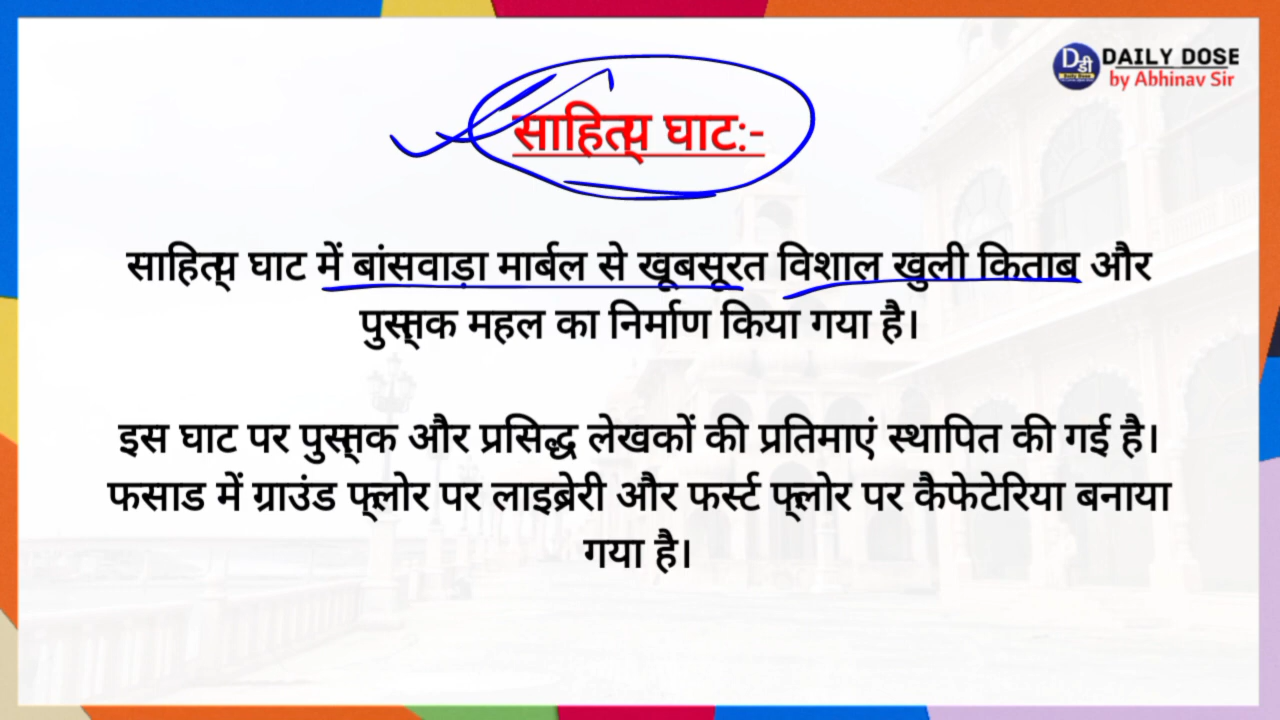 DAILY DOSE
by Abhinav Sir
साहित्य घाट:-
साहित्य घाट में बांसवाड़ा मार्बल से खूबसूरत विशाल खुली किताब और
पुस्तक महल का निर्माण किया गया है।
इस घाट पर पुस्तक और प्रसिद्ध लेखकों की प्रतिमाएं स्थापित की गई है।
फसाड में ग्राउंड फ्लोर पर लाइब्रेरी और फर्स्ट फ्लोर पर कैफेटेरिया बनाया
गया है।